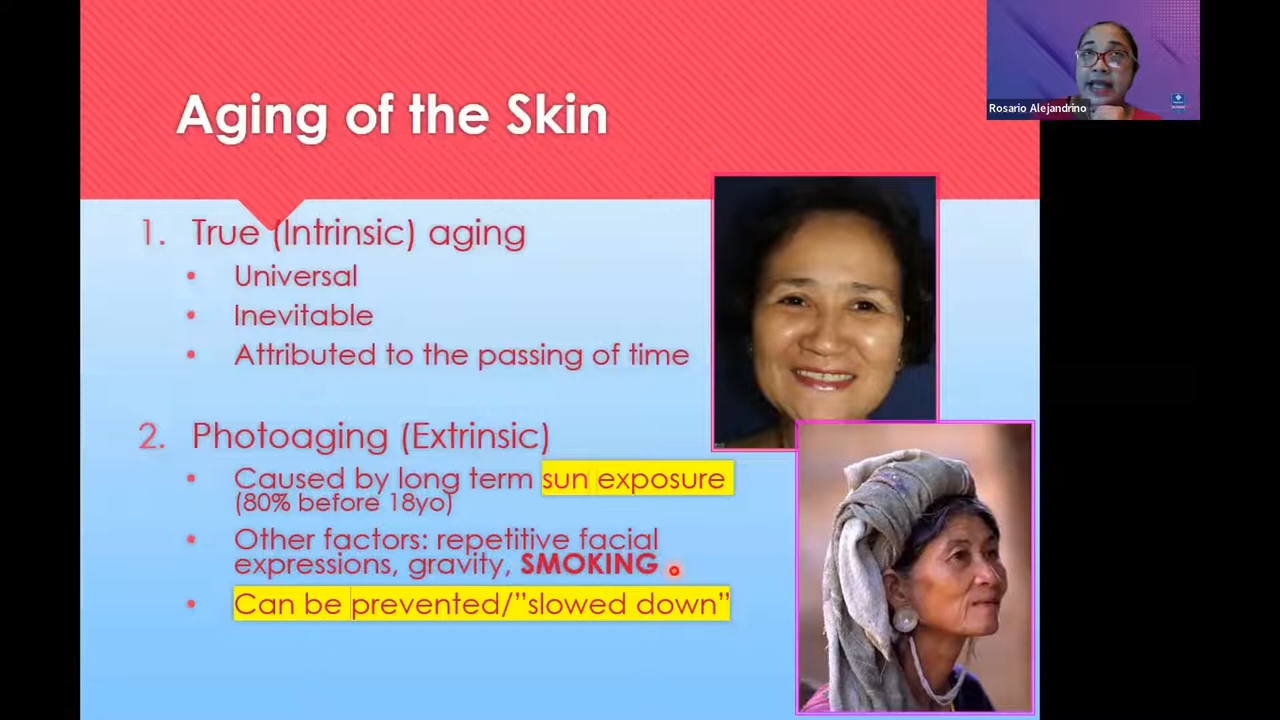 Aging of the Skin
Rosario Alejandrino
1. True (Intrinsic) aging
• Universal
• Inevitable
• Attributed to the passing of time
2. Photoaging (Extrinsic)
• Caused by long term sun exposure
(80% before 18yo)
• Other factors: repetitive facial
expressions, gravity, SMOKING
• Can be prevented/”slowed down”